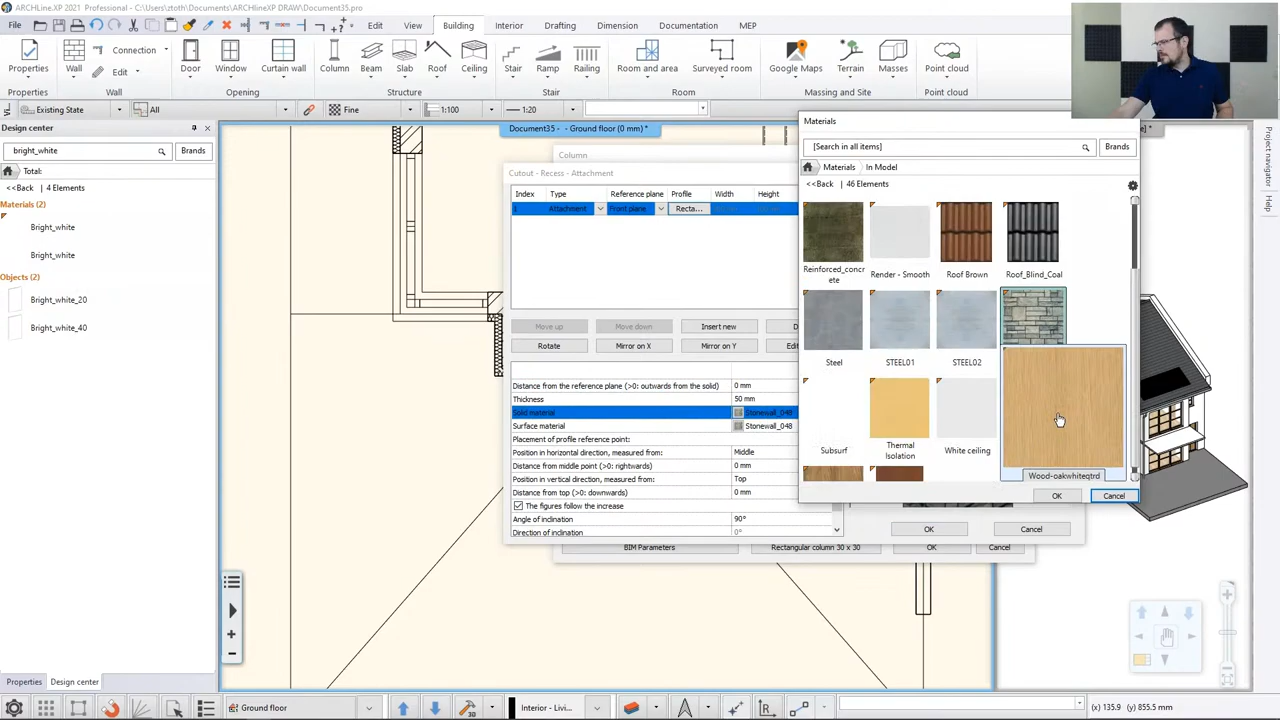 ARCHLine.XP 2021 Professional - C:\Users\ztoth\Documents\ARCHlineXP DRAW\Document35.pro
File
Edit
View
Building
Interior
Drafting
Dimension
Documentation
MEP
Properties
Wall
Connection
Edit
Door
Window
Curtain wall
Column
Beam
Slab
Roof
Ceiling
Stair
Ramp
Railing
Room and area
Surveyed room
Google Maps
Terrain
Masses
Point cloud
Properties
Wall
Opening
Structure
Stair
Room
Massing and Site
Point cloud
Existing State
All
Fine
1:100
1:20
Design center
bright_white
Brands
Total:
<<Back
4 Elements
Materials (2)
Bright_white
Bright_white
Objects (2)
Bright_white_20
Bright_white_40
Document35 - - Ground floor (0 mm) *
Column
Cutout - Recess - Attachment
Index
Type
Reference plane
Profile
Width
Height
1
Attachment
Front plane
Recta...
Move up
Move down
Insert new
Rotate
Mirror on X
Mirror on Y
Distance from the reference plane (>0: outwards from the solid)
0 mm
Thickness
50 mm
Solid material
Stonewall_048
Surface material
Stonewall_048
Placement of profile reference point:
Position in horizontal direction, measured from:
Middle
Distance from middle point (>0: rightwards)
0 mm
Position in vertical direction, measured from:
Top
Distance from top (>0: downwards)
0 mm
The figures follow the increase
Angle of inclination
90°
Direction of inclination
0°
OK
Cancel
BIM Parameters
Rectangular column 30 x 30
OK
Cancel
Materials
[Search in all items]
Brands
Materials
In Model
<<Back
46 Elements
Reinforced_concrete
Render - Smooth
Roof Brown
Roof_Blind_Coal
Steel
STEEL01
STEEL02
Subsurf
Thermal Isolation
White ceiling
Wood-oakwhiteqtrd
OK
Cancel
Project navigator
Help
Properties
Design center
Ground floor
Interior - Livi...
(x) 135.9
(y) 855.5 mm